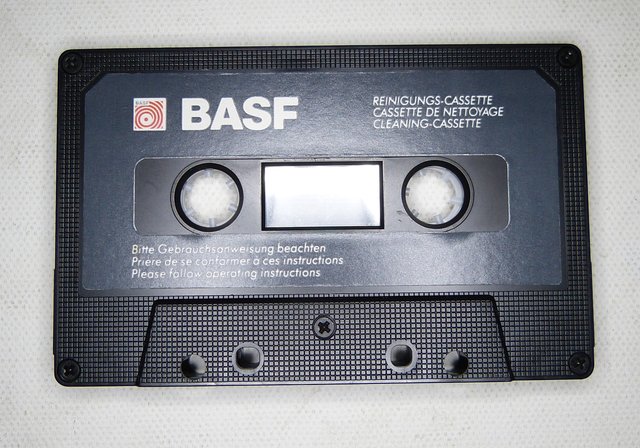 BASF
BASF
REINIGUNGS-CASSETTE
CASSETTE DE NETTOYAGE
CLEANING-CASSETTE
Bitte Gebrauchsanweisung beachten
Prière de se conformer à ces instructions
Please follow operating instructions